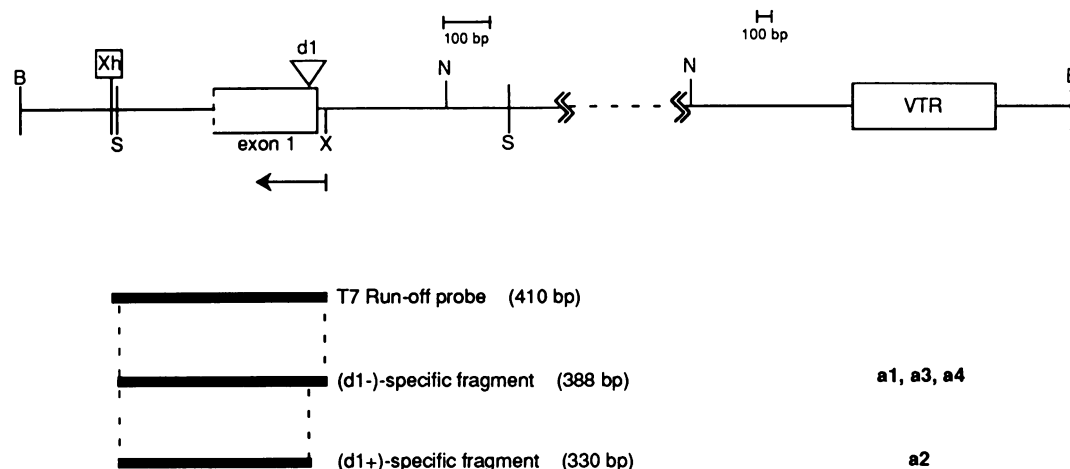 100 bp
d1
Xh
B
N
N
B
VTR
S
exon 1
X
S
T7 Run-off probe (410 bp)
(d1-)-specific fragment (388 bp)
a1, a3, a4
(d1+)-specific fragment (330 bp)
a2
100 bp